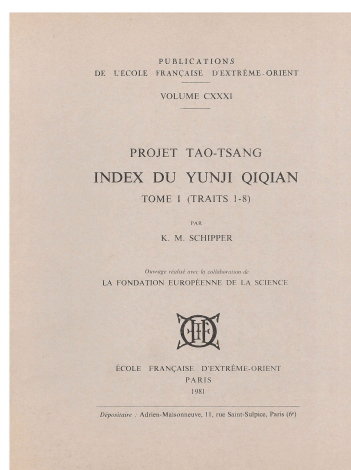 PUBLICATIONS
DE L'ÉCOLE FRANÇAISE D'EXTRÊME-ORIENT
VOLUME CXXXI
PROJET TAO-TSANG
INDEX DU YUNJI QIQIAN
TOME I (TRAITS 1-8)
PAR
K. M. SCHIPPER
Ouvrage réalisé avec la collaboration de
LA FONDATION EUROPÉENNE DE LA SCIENCE
ÉCOLE FRANÇAISE D'EXTRÊME-ORIENT
PARIS
1981
Dépositaire : Adrien-Maisonneuve, 11, rue Saint-Sulpice, Paris (6e)